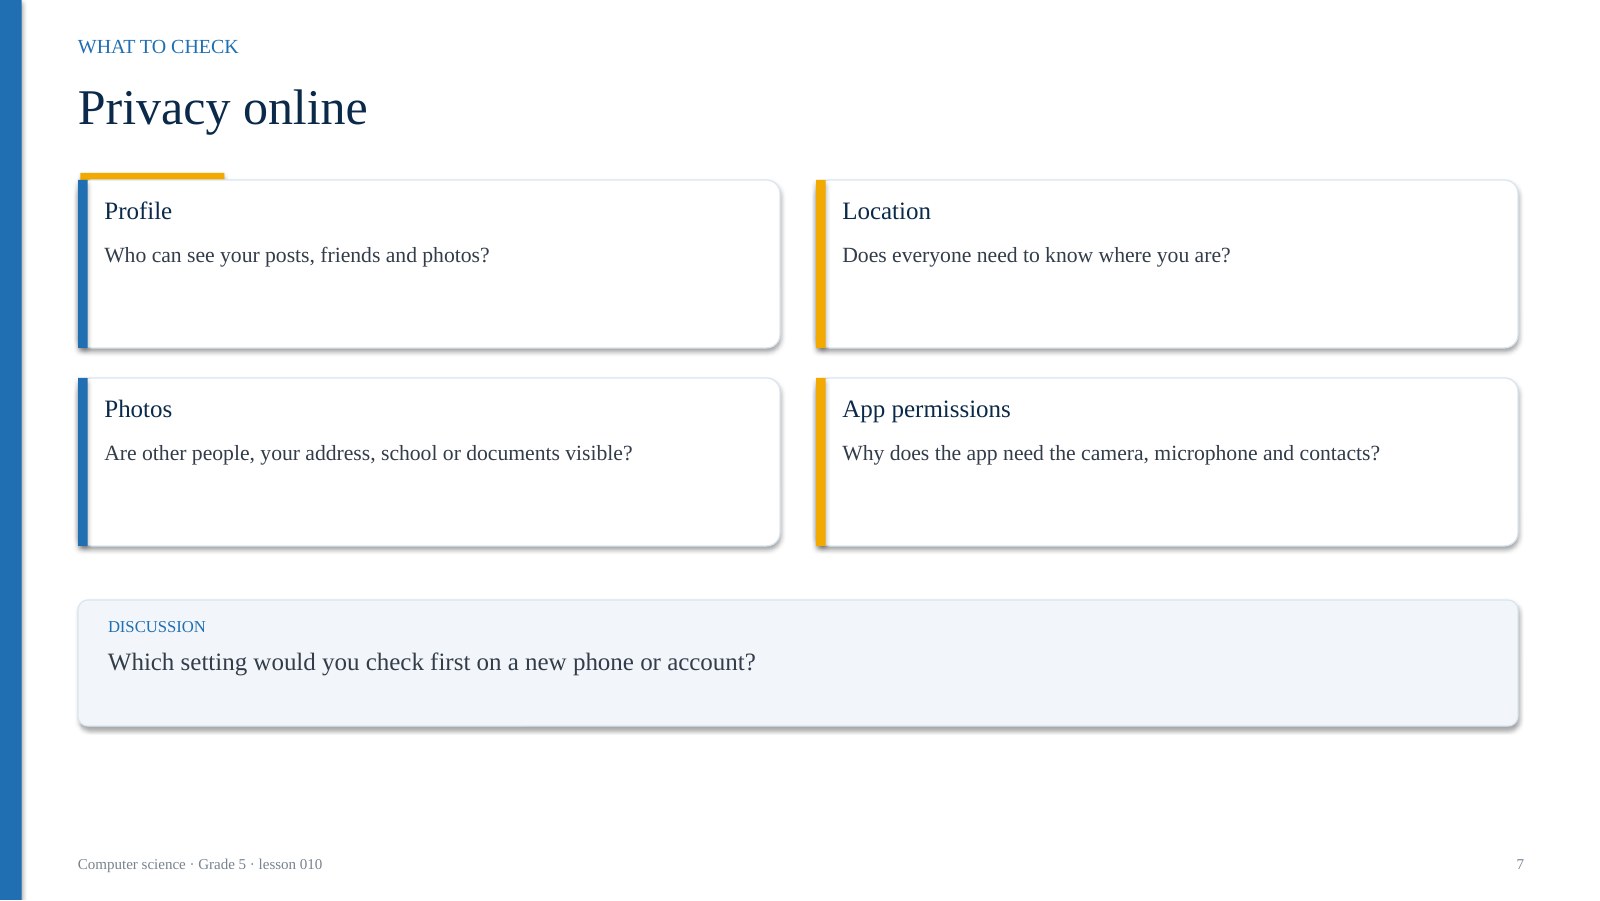 WHAT TO CHECK
Privacy online
Profile
Who can see your posts, friends and photos?
Location
Does everyone need to know where you are?
Photos
Are other people, your address, school or documents visible?
App permissions
Why does the app need the camera, microphone and contacts?
DISCUSSION
Which setting would you check first on a new phone or account?
Computer science · Grade 5 · lesson 010
7